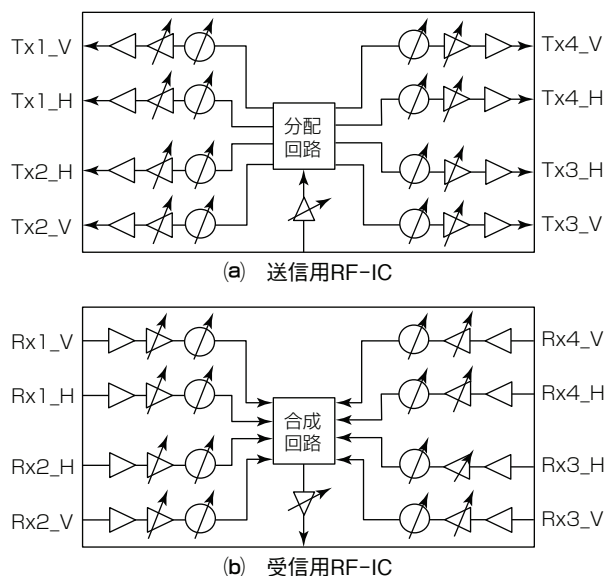 Tx1_V
Tx1_H
Tx2_H
Tx2_V
分配
回路
Tx4_V
Tx4_H
Tx3_H
Tx3_V
(a) 送信用RF-IC
Rx1_V
Rx1_H
Rx2_H
Rx2_V
合成
回路
Rx4_V
Rx4_H
Rx3_H
Rx3_V
(b) 受信用RF-IC